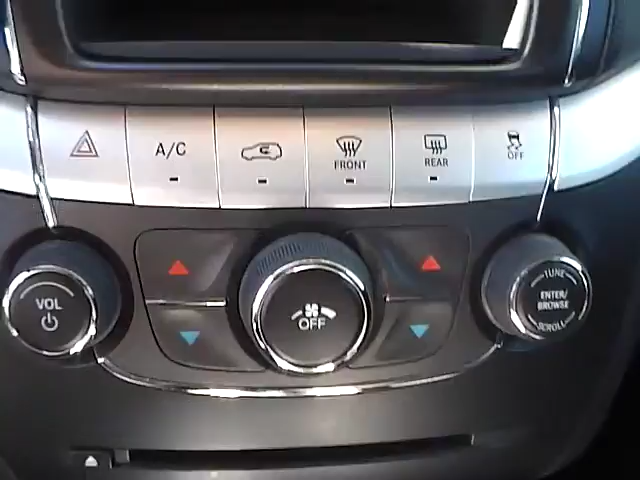 A/C
FRONT
REAR
OFF
VOL
OFF
TUNE
ENTER/
BROWSE
SCROLL